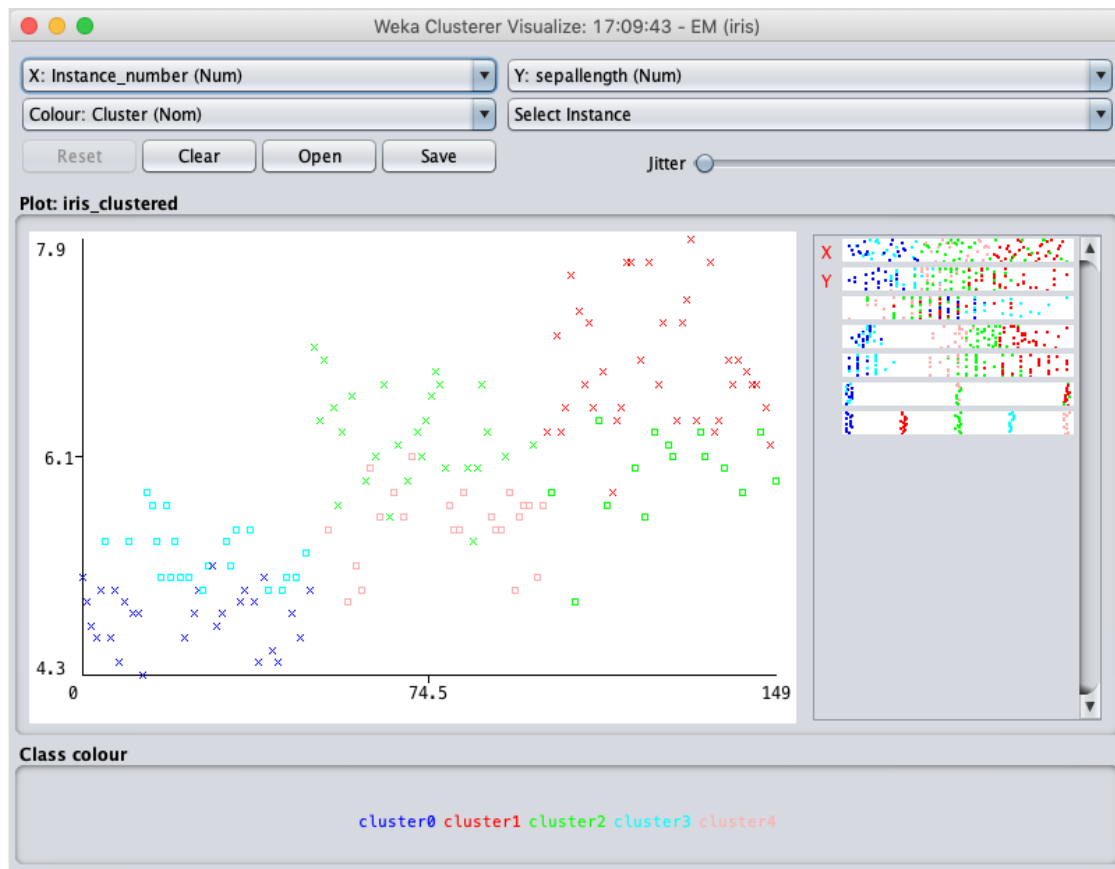 Weka Clusterer Visualize: 17:09:43 - EM (iris)
X: Instance_number (Num) Y: sepallength (Num)
Colour: Cluster (Nom) Select Instance
Reset Clear Open Save Jitter
Plot: iris_clustered
7.9
6.1
4.3
0 74.5 149
X
Y
Class colour
cluster0 cluster1 cluster2 cluster3 cluster4